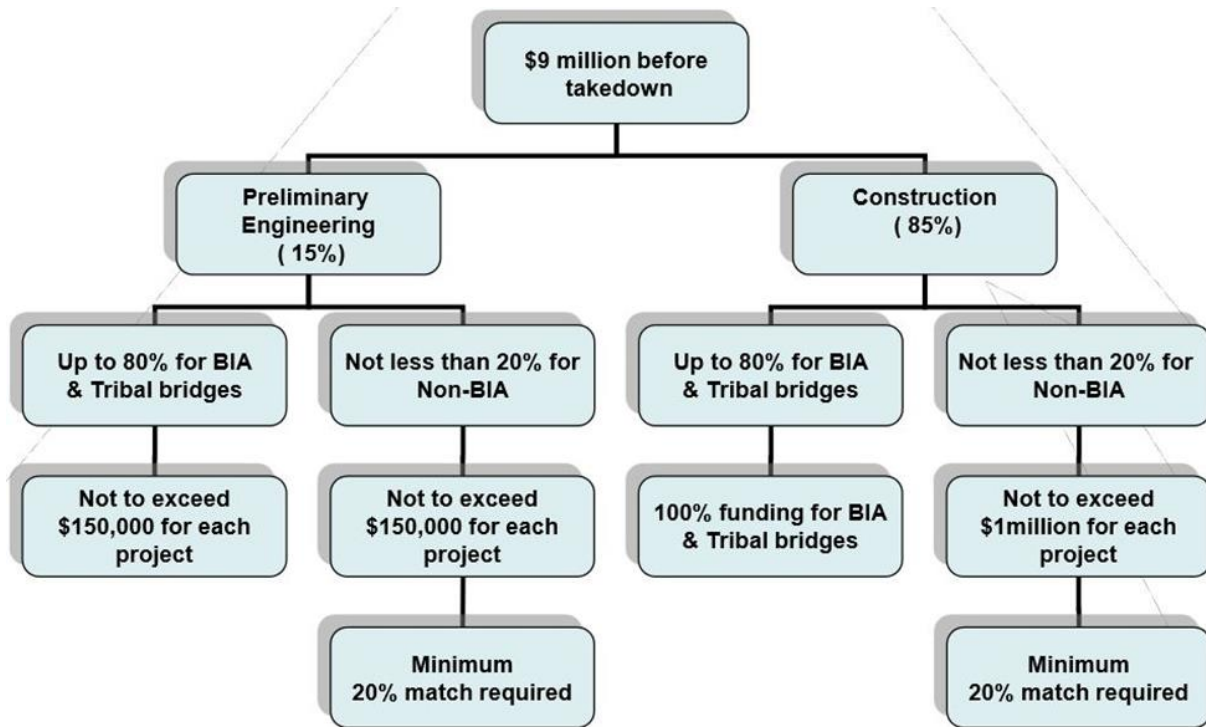 $9 million before
takedown
Preliminary
Engineering
( 15%)
Construction
( 85%)
Up to 80% for BIA
& Tribal bridges
Not less than 20% for
Non-BIA
Up to 80% for BIA
& Tribal bridges
Not less than 20% for
Non-BIA
Not to exceed
$150,000 for each
project
Not to exceed
$150,000 for each
project
100% funding for BIA
& Tribal bridges
Not to exceed
$1million for each
project
Minimum
20% match required
Minimum
20% match required